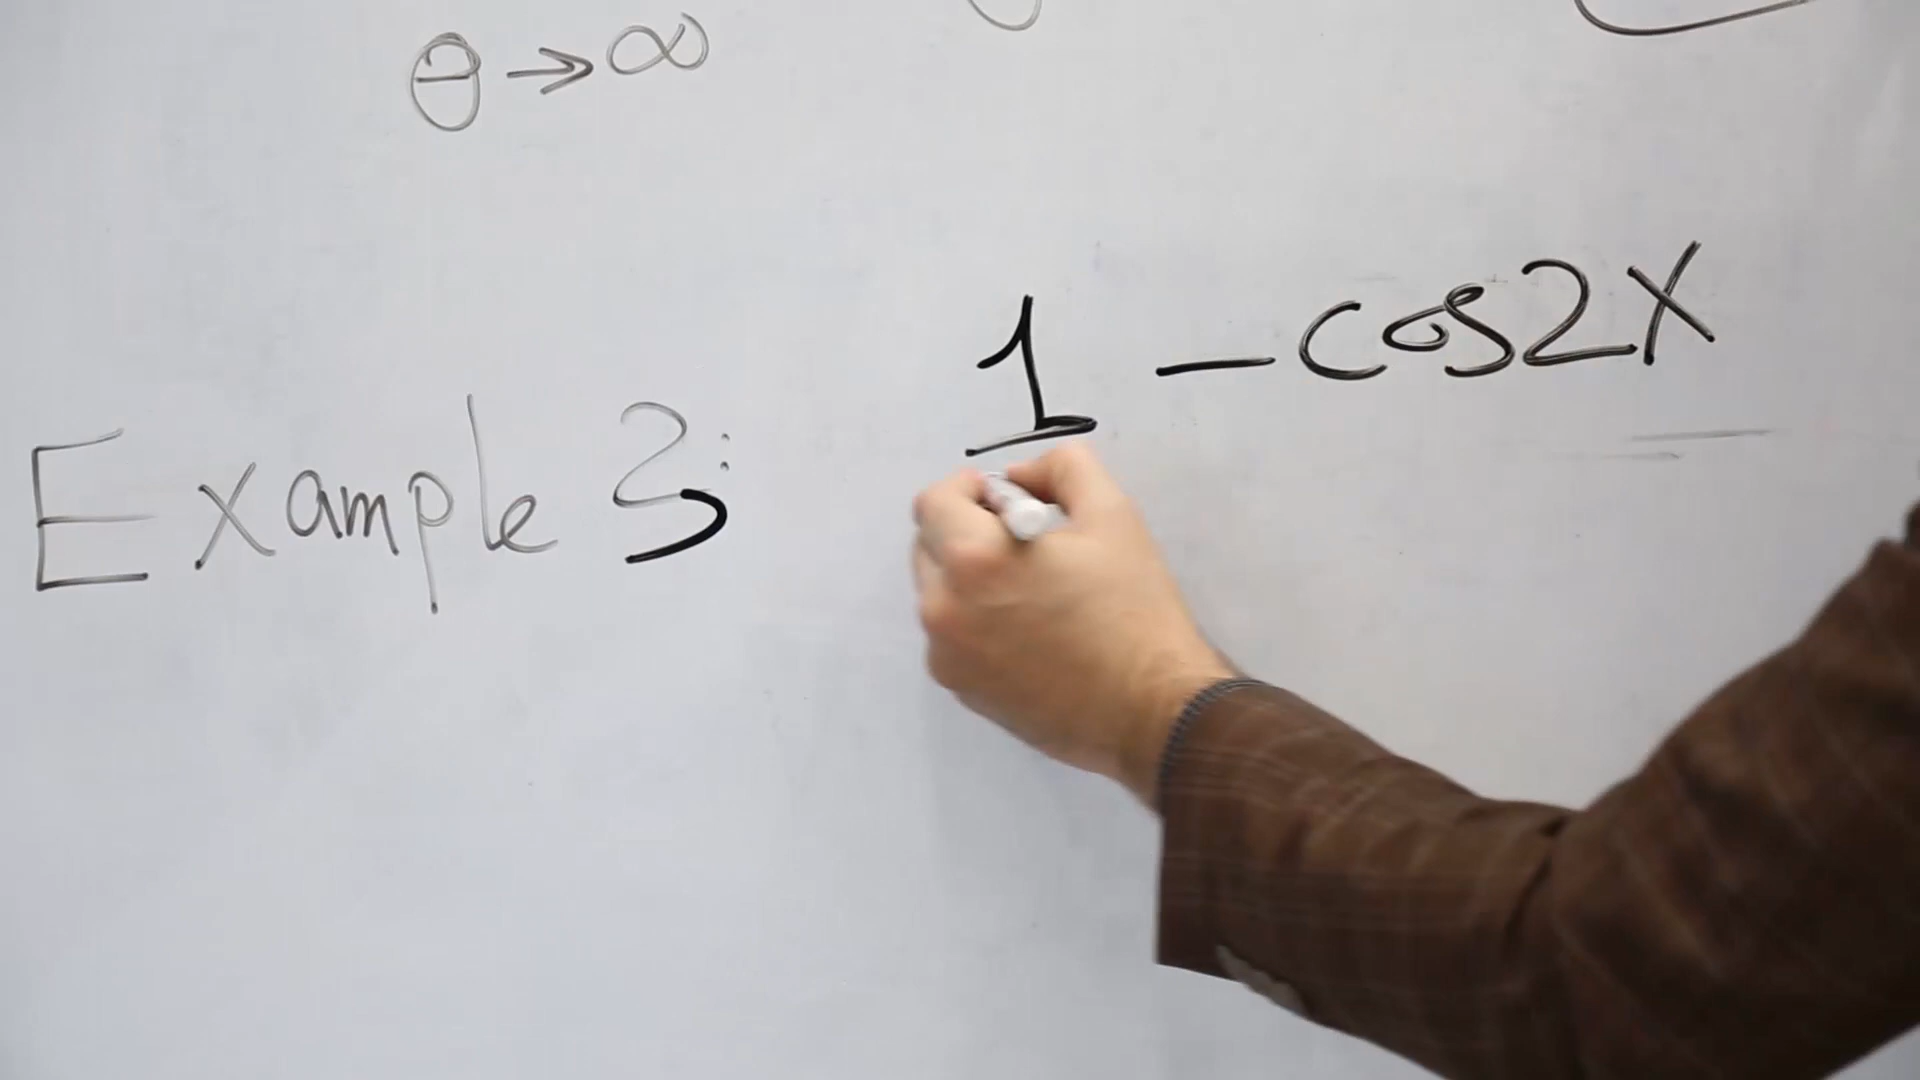 θ → ∞
1 - cos2x
Example 3: